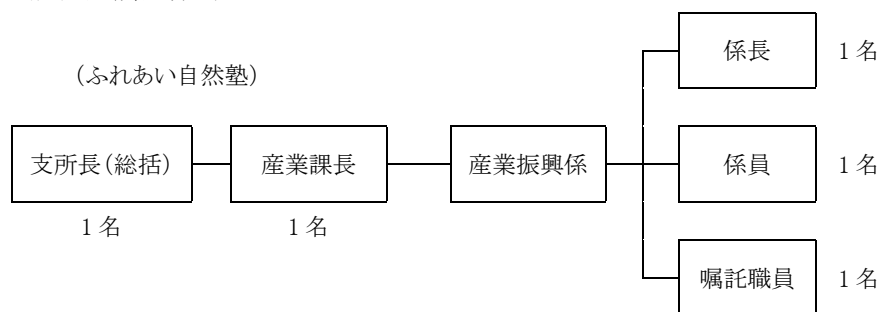 (ふれあい自然塾)
係長 1名
支所長(総括) 産業課長 産業振興係 係員 1名
1名 1名
嘱託職員 1名